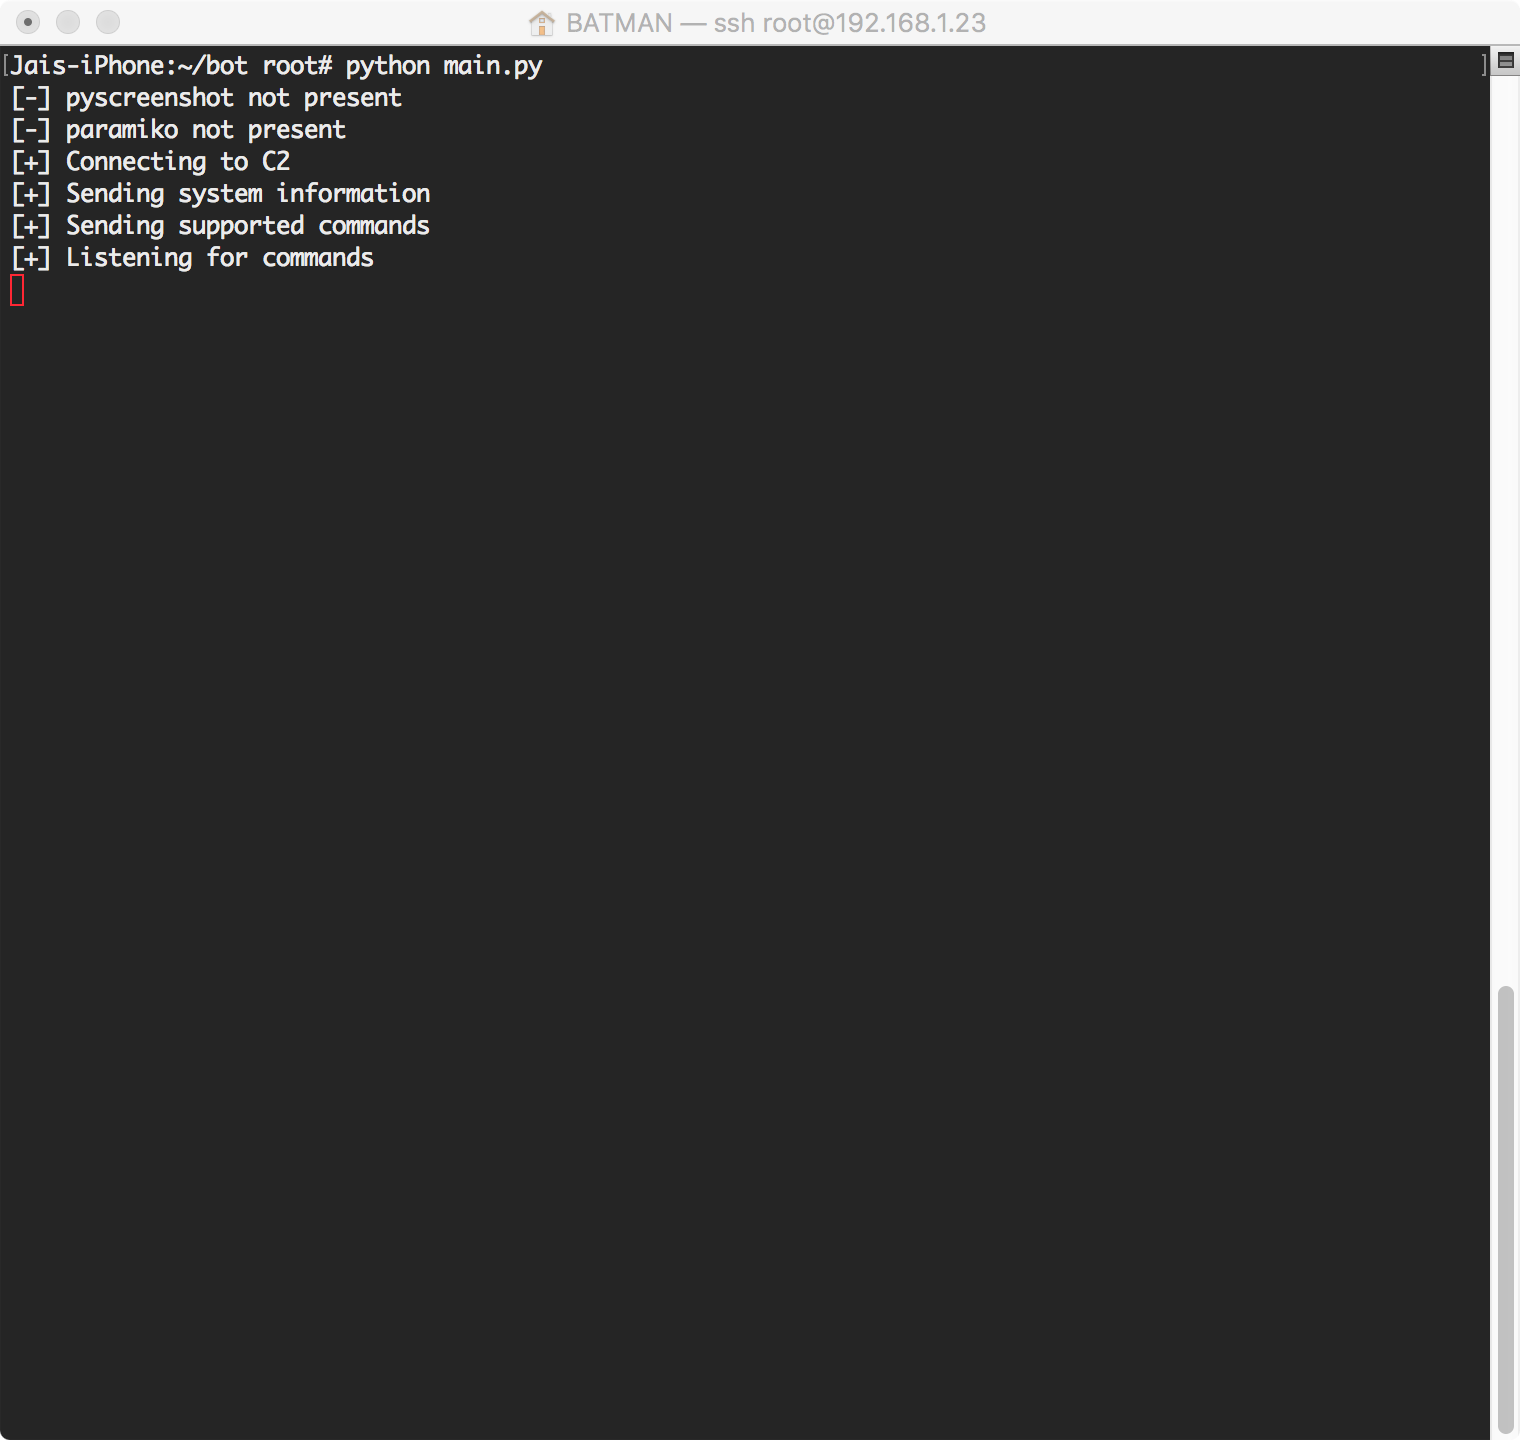 BATMAN — ssh root@192.168.1.23
[Jais-iPhone:~/bot root# python main.py ]
[-] pyscreenshot not present
[-] paramiko not present
[+] Connecting to C2
[+] Sending system information
[+] Sending supported commands
[+] Listening for commands